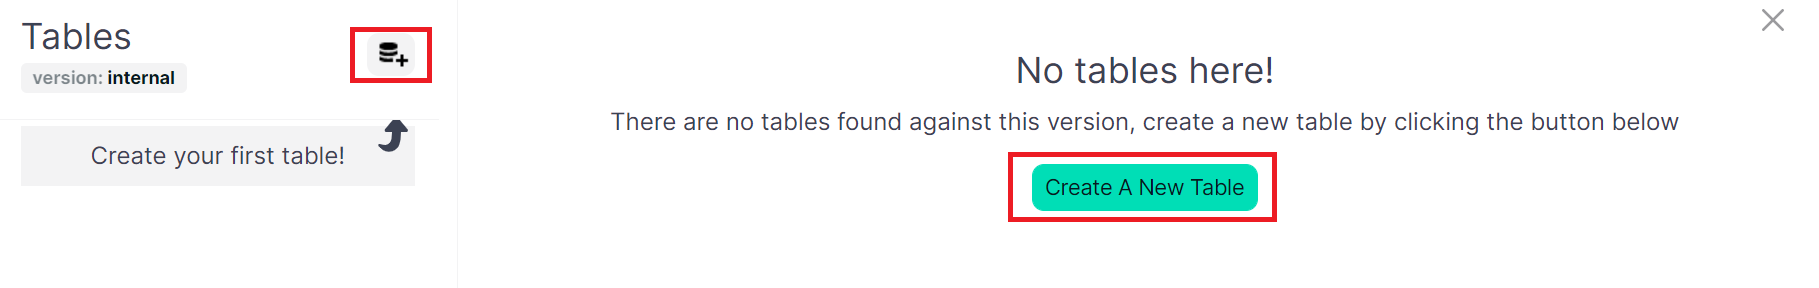 Tables
version: internal
Create your first table!
No tables here!
There are no tables found against this version, create a new table by clicking the button below
Create A New Table